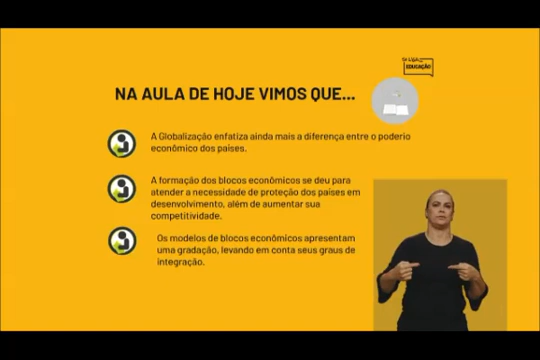 EDUCAÇÃO
NA AULA DE HOJE VIMOS QUE...
A Globalização enfatiza ainda mais a diferença entre o poderio
econômico dos países.
A formação dos blocos econômicos se deu para
atender a necessidade de proteção dos países em
desenvolvimento, além de aumentar sua
competitividade.
Os modelos de blocos econômicos apresentam
uma gradação, levando em conta seus graus de
integração.